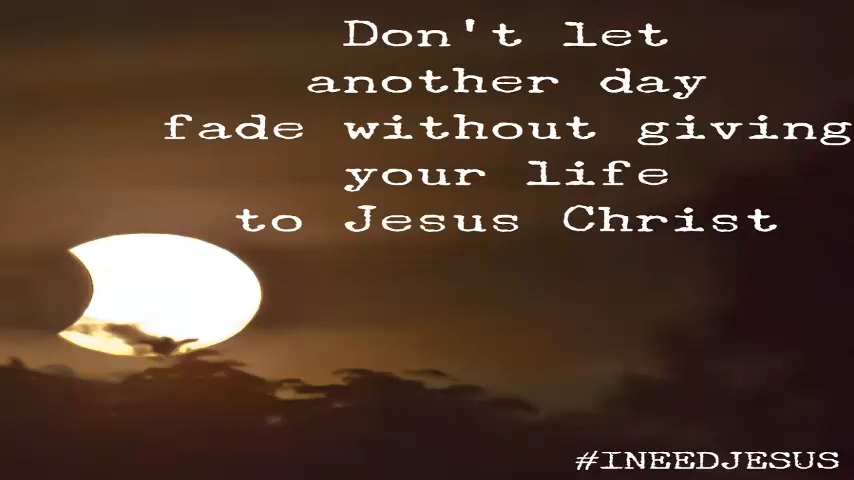 Don't let
another day
fade without giving
your life
to Jesus Christ
#INEEDJESUS